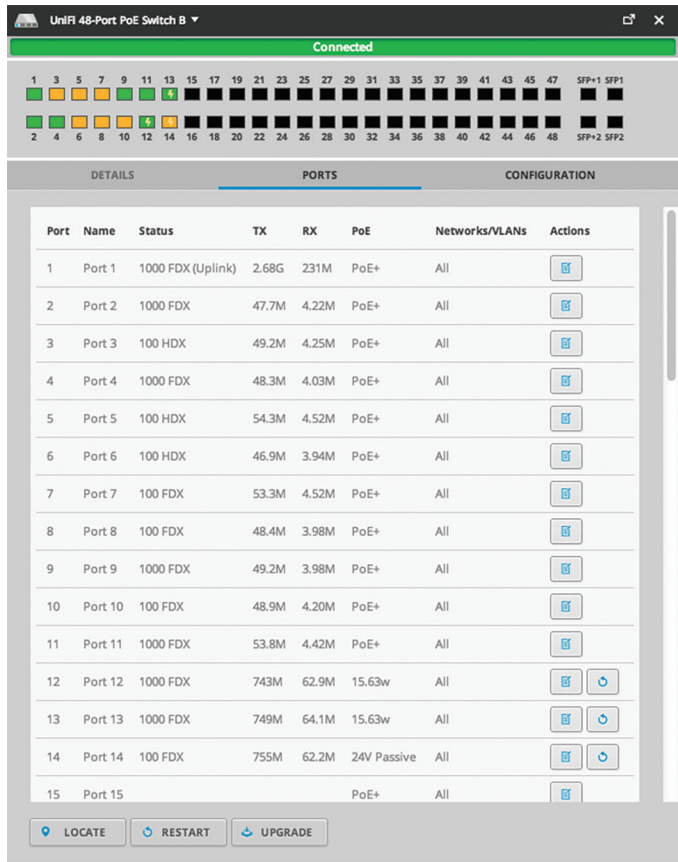 UniFi 48-Port PoE Switch B
Connected
1 3 5 7 9 11 13 15 17 19 21 23 25 27 29 31 33 35 37 39 41 43 45 47 SFP+1 SFP1
2 4 6 8 10 12 14 16 18 20 22 24 26 28 30 32 34 36 38 40 42 44 46 48 SFP+2 SFP2
DETAILS PORTS CONFIGURATION
Port Name Status TX RX PoE Networks/VLANs Actions
1 Port 1 1000 FDX (Uplink) 2.68G 231M PoE+ All
2 Port 2 1000 FDX 47.7M 4.22M PoE+ All
3 Port 3 100 HDX 49.2M 4.25M PoE+ All
4 Port 4 1000 FDX 48.3M 4.03M PoE+ All
5 Port 5 100 HDX 54.3M 4.52M PoE+ All
6 Port 6 100 HDX 46.9M 3.94M PoE+ All
7 Port 7 100 FDX 53.3M 4.52M PoE+ All
8 Port 8 100 FDX 48.4M 3.98M PoE+ All
9 Port 9 1000 FDX 49.2M 3.98M PoE+ All
10 Port 10 100 FDX 48.9M 4.20M PoE+ All
11 Port 11 1000 FDX 53.8M 4.42M PoE+ All
12 Port 12 1000 FDX 743M 62.9M 15.63w All
13 Port 13 1000 FDX 749M 64.1M 15.63w All
14 Port 14 100 FDX 755M 62.2M 24V Passive All
15 Port 15 PoE+ All
LOCATE RESTART UPGRADE